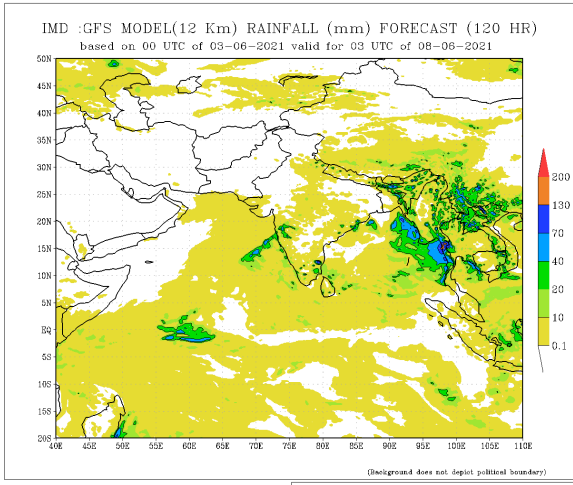 IMD :GFS MODEL(12 Km) RAINFALL (mm) FORECAST (120 HR)
based on 00 UTC of 03-06-2021 valid for 03 UTC of 08-06-2021
50N
45N
40N
35N
30N
25N
20N
15N
10N
5N
EQ
5S
10S
15S
20S
40E 45E 50E 55E 60E 65E 70E 75E 80E 85E 90E 95E 100E 105E 110E
200
130
70
40
20
10
0.1
(Background does not depict political boundary)